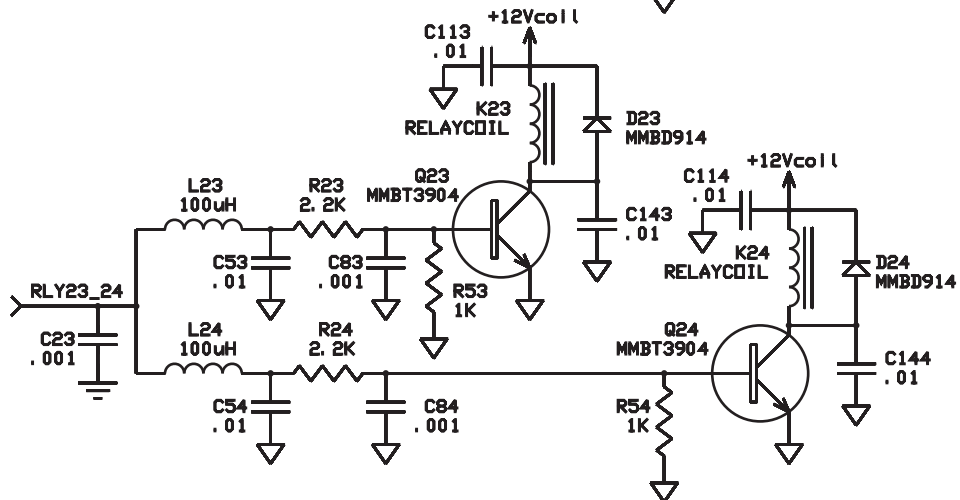 +12Vcoil
C113
.01
K23
RELAYCOIL
D23
MMBD914
Q23
MMBT3904
+12Vcoil
C114
.01
L23
100uH
R23
2.2K
C143
.01
K24
RELAYCOIL
C53
.01
C83
.001
D24
MMBD914
RLY23_24
R53
1K
C23
.001
L24
100uH
R24
2.2K
Q24
MMBT3904
C144
.01
C54
.01
C84
.001
R54
1K